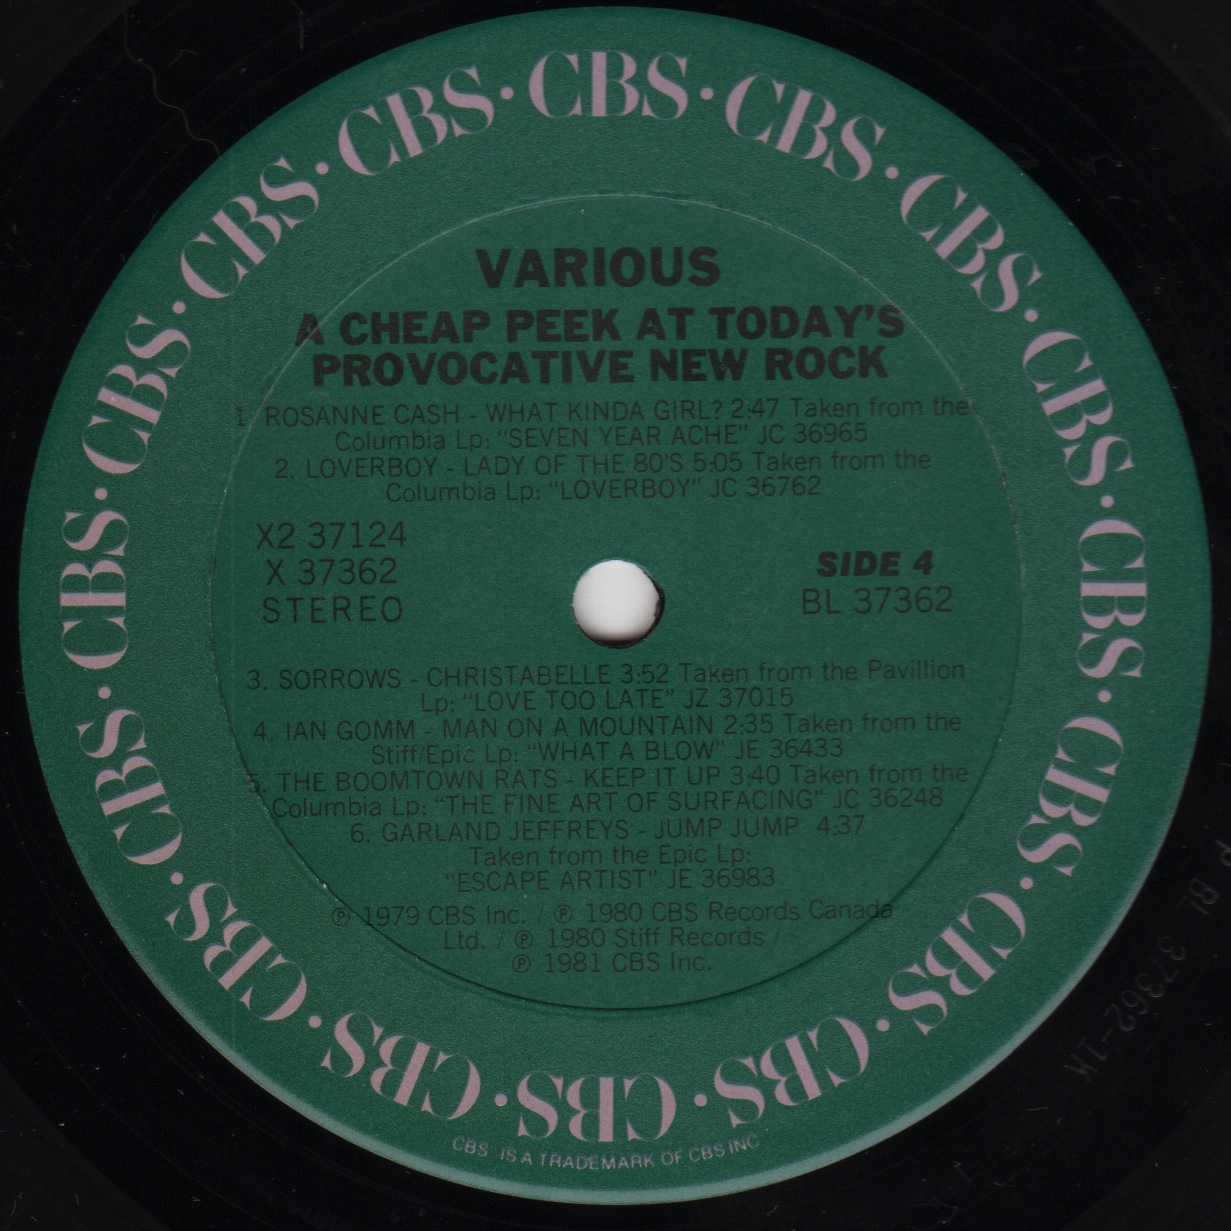 CBS · CBS · CBS · CBS · CBS · CBS · CBS · CBS · CBS · CBS · CBS · CBS · CBS · CBS · CBS · CBS ·
VARIOUS
A CHEAP PEEK AT TODAY'S
PROVOCATIVE NEW ROCK
1. ROSANNE CASH - WHAT KINDA GIRL? 2:47 Taken from the
Columbia Lp: "SEVEN YEAR ACHE" JC 36965
2. LOVERBOY - LADY OF THE 80'S 5:05 Taken from the
Columbia Lp: "LOVERBOY" JC 36762
X2 37124
X 37362
STEREO
SIDE 4
BL 37362
3. SORROWS - CHRISTABELLE 3:52 Taken from the Pavillion
Lp: "LOVE TOO LATE" JZ 37015
4. IAN GOMM - MAN ON A MOUNTAIN 2:35 Taken from the
Stiff/Epic Lp: "WHAT A BLOW" JE 36433
5. THE BOOMTOWN RATS - KEEP IT UP 3:40 Taken from the
Columbia Lp: "THE FINE ART OF SURFACING" JC 36248
6. GARLAND JEFFREYS - JUMP JUMP 4:37
Taken from the Epic Lp:
"ESCAPE ARTIST" JE 36983
℗ 1979 CBS Inc. / ℗ 1980 CBS Records Canada
Ltd. / ℗ 1980 Stiff Records /
℗ 1981 CBS Inc.
CBS IS A TRADEMARK OF CBS INC
BL 37362-1K